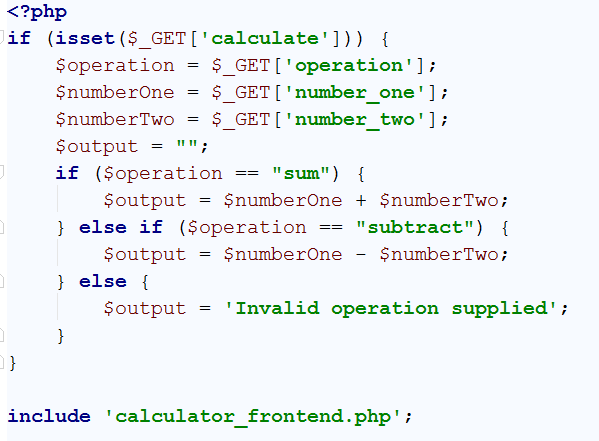 <?php
if (isset($_GET['calculate'])) {
    $operation = $_GET['operation'];
    $numberOne = $_GET['number_one'];
    $numberTwo = $_GET['number_two'];
    $output = "";
    if ($operation == "sum") {
        $output = $numberOne + $numberTwo;
    } else if ($operation == "subtract") {
        $output = $numberOne - $numberTwo;
    } else {
        $output = 'Invalid operation supplied';
    }
}

include 'calculator_frontend.php';